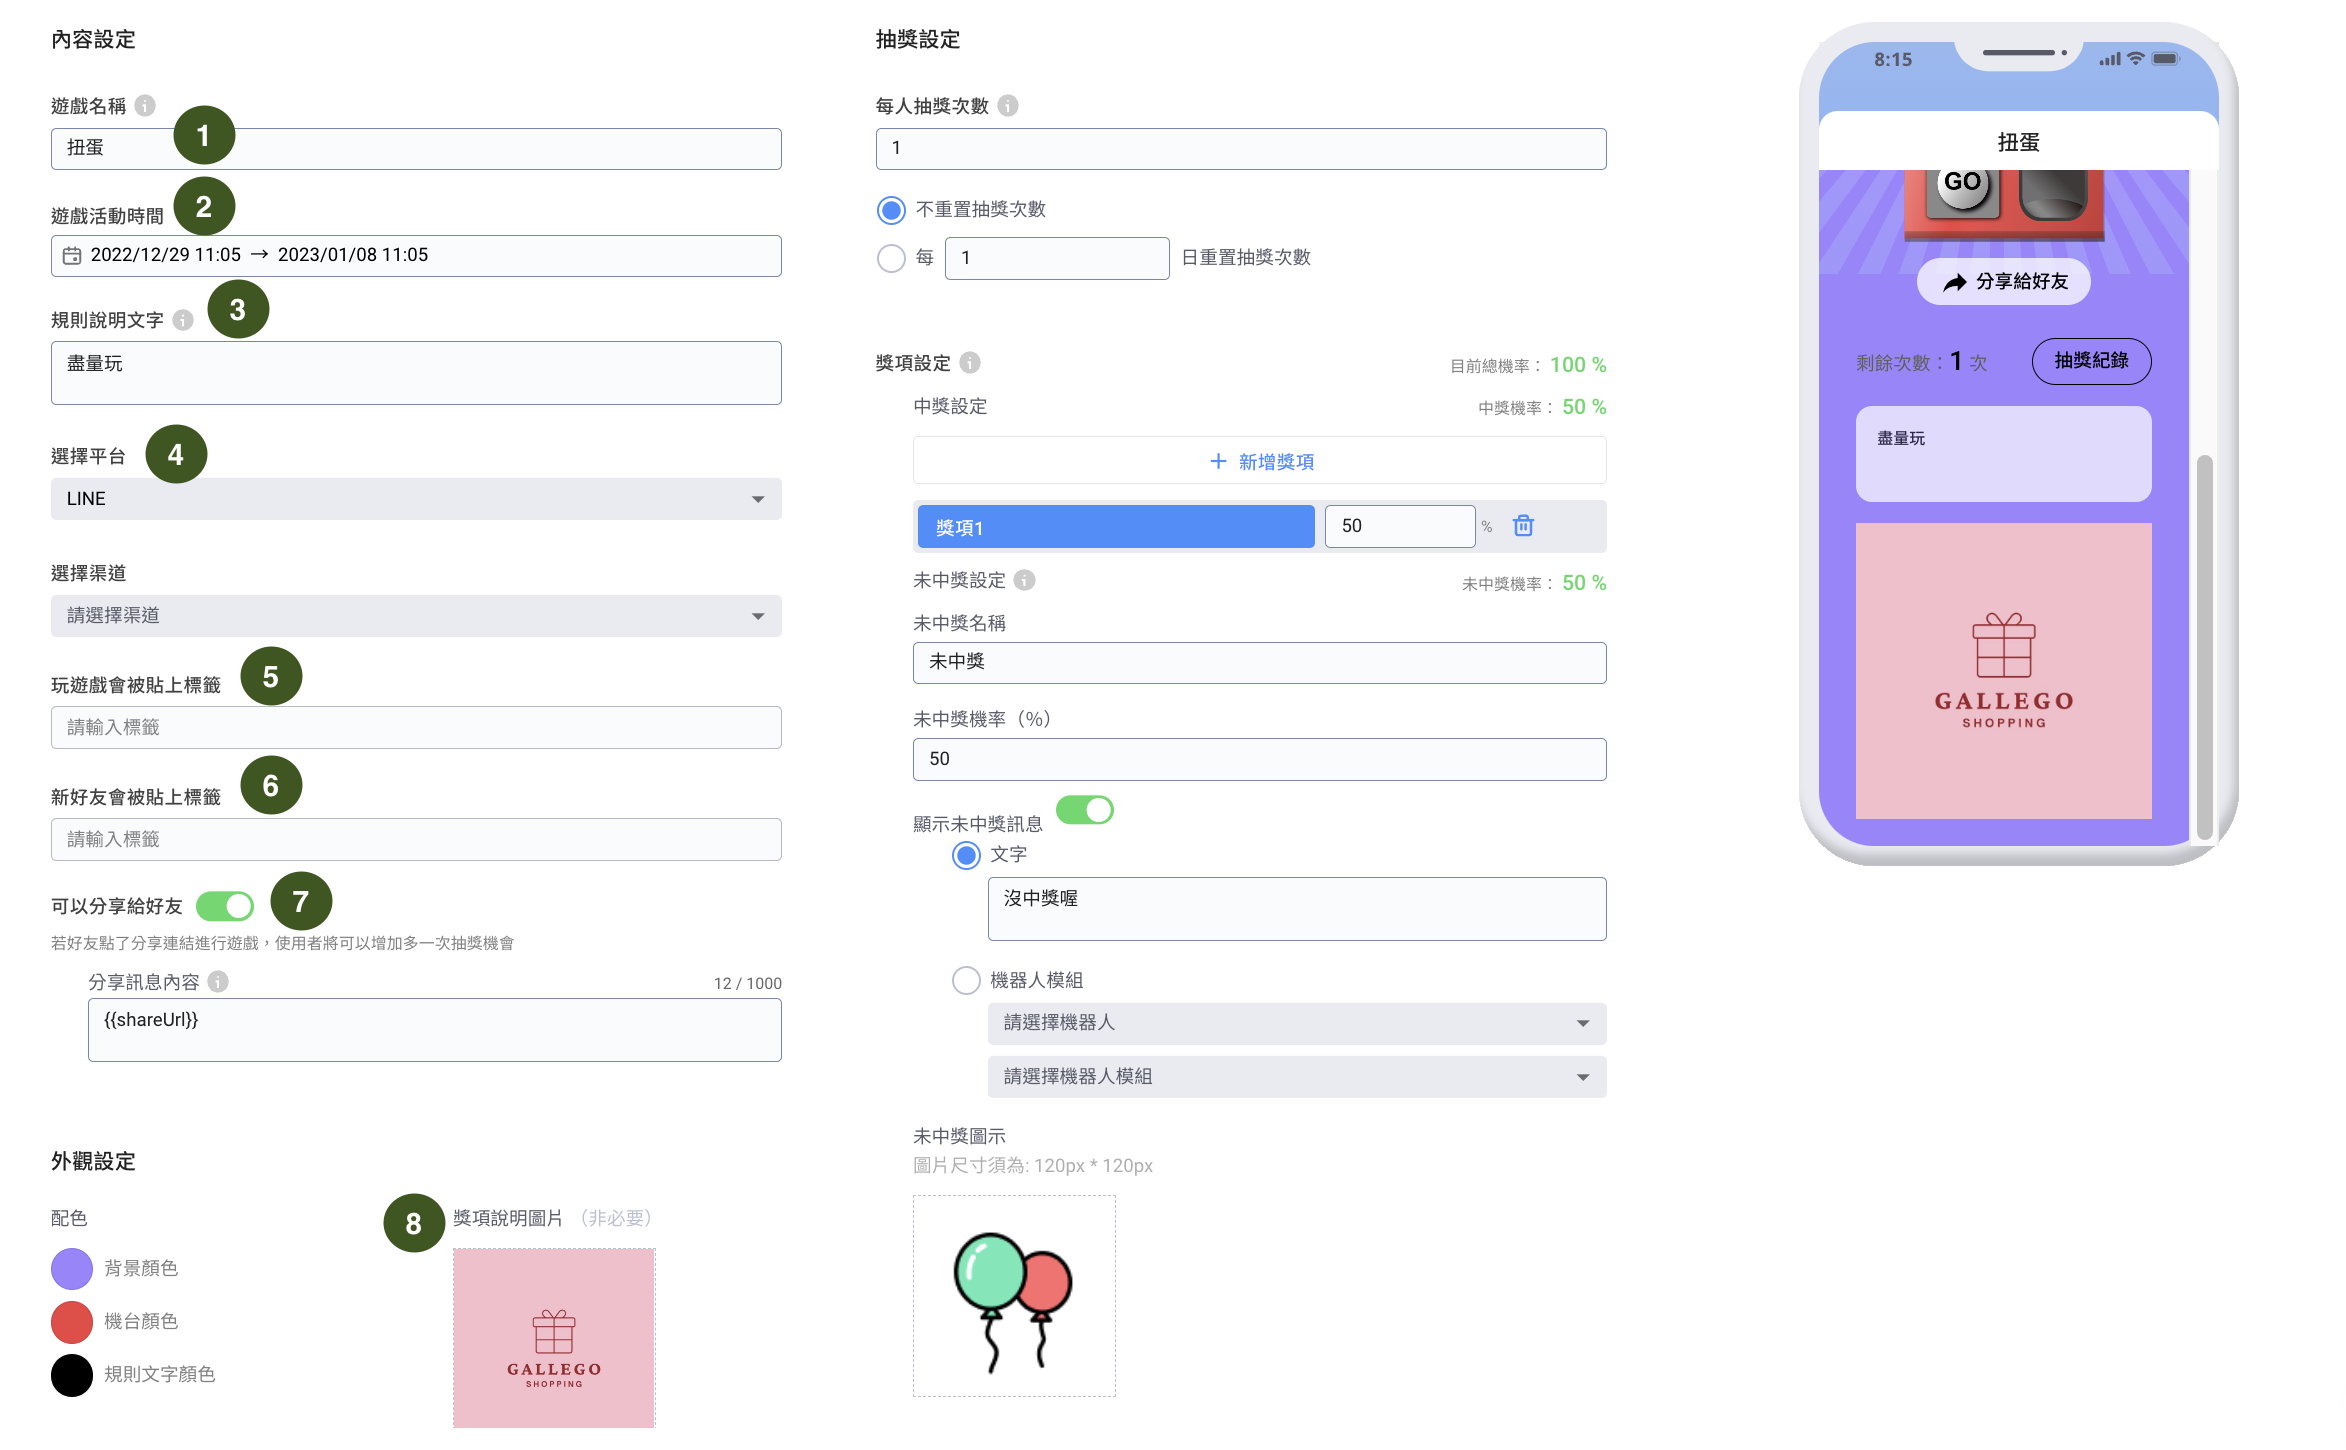 內容設定
遊戲名稱
1
扭蛋
遊戲活動時間
2
2022/12/29 11:05 → 2023/01/08 11:05
規則說明文字
3
盡量玩
選擇平台
4
LINE
選擇渠道
請選擇渠道
玩遊戲會被貼上標籤
5
請輸入標籤
新好友會被貼上標籤
6
請輸入標籤
可以分享給好友
7
若好友點了分享連結進行遊戲，使用者將可以增加多一次抽獎機會
分享訊息內容
12 / 1000
{{shareUrl}}
外觀設定
配色
背景顏色
機台顏色
規則文字顏色
8
獎項說明圖片 （非必要）
GALLEGO
SHOPPING
抽獎設定
每人抽獎次數
1
不重置抽獎次數
每 1 日重置抽獎次數
獎項設定
目前總機率： 100 %
中獎設定
中獎機率： 50 %
+ 新增獎項
獎項1
50 %
未中獎設定
未中獎機率： 50 %
未中獎名稱
未中獎
未中獎機率（%）
50
顯示未中獎訊息
文字
沒中獎喔
機器人模組
請選擇機器人
請選擇機器人模組
未中獎圖示
圖片尺寸須為: 120px * 120px
8:15
扭蛋
GO
分享給好友
剩餘次數：1 次
抽獎紀錄
盡量玩
GALLEGO
SHOPPING